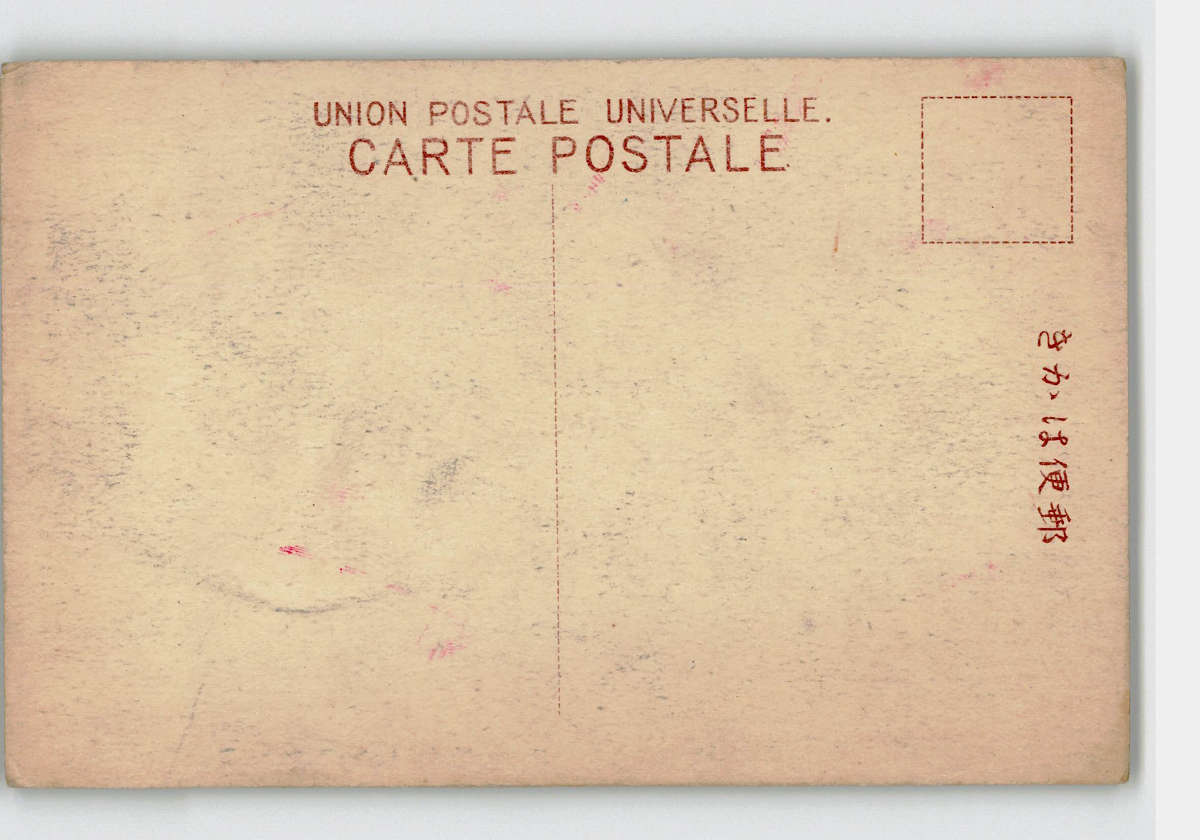 UNION POSTALE UNIVERSELLE.
CARTE POSTALE
郵便はかき